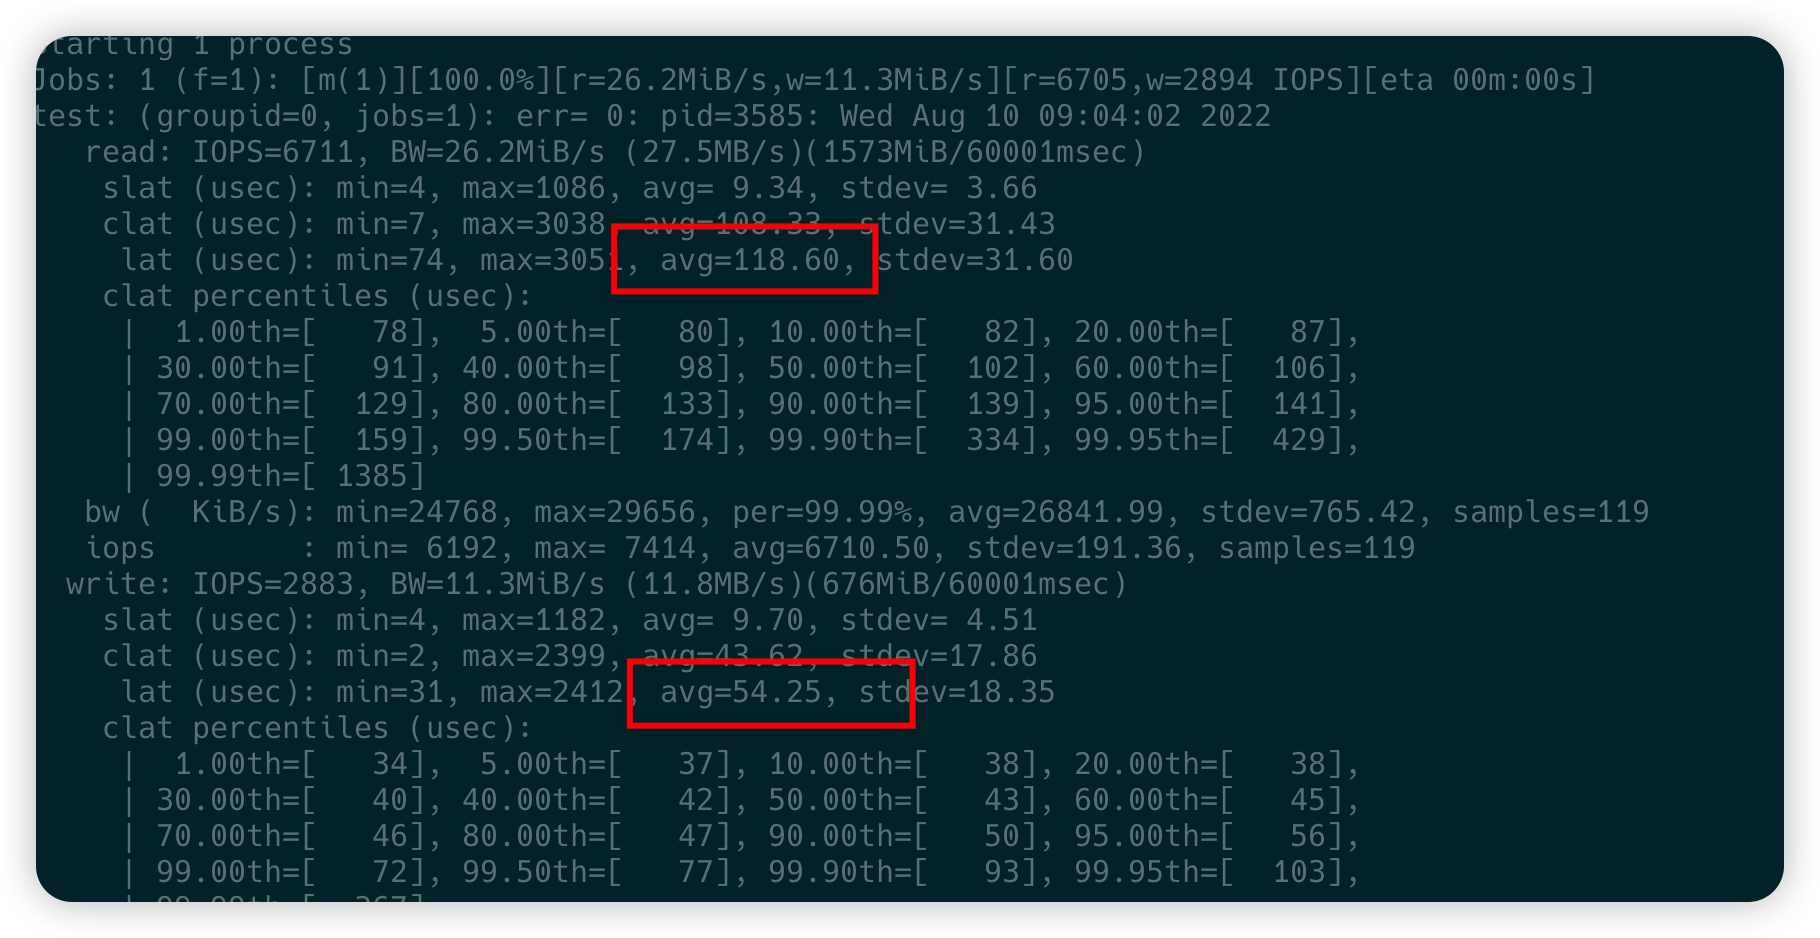 Starting 1 process
Jobs: 1 (f=1): [m(1)][100.0%][r=26.2MiB/s,w=11.3MiB/s][r=6705,w=2894 IOPS][eta 00m:00s]
test: (groupid=0, jobs=1): err= 0: pid=3585: Wed Aug 10 09:04:02 2022
read: IOPS=6711, BW=26.2MiB/s (27.5MB/s)(1573MiB/60001msec)
slat (usec): min=4, max=1086, avg= 9.34, stdev= 3.66
clat (usec): min=7, max=3038, avg=108.33, stdev=31.43
lat (usec): min=74, max=3051, avg=118.60, stdev=31.60
clat percentiles (usec):
|  1.00th=[   78],  5.00th=[   80], 10.00th=[   82], 20.00th=[   87],
| 30.00th=[   91], 40.00th=[   98], 50.00th=[  102], 60.00th=[  106],
| 70.00th=[  129], 80.00th=[  133], 90.00th=[  139], 95.00th=[  141],
| 99.00th=[  159], 99.50th=[  174], 99.90th=[  334], 99.95th=[  429],
| 99.99th=[ 1385]
bw (  KiB/s): min=24768, max=29656, per=99.99%, avg=26841.99, stdev=765.42, samples=119
iops        : min= 6192, max= 7414, avg=6710.50, stdev=191.36, samples=119
write: IOPS=2883, BW=11.3MiB/s (11.8MB/s)(676MiB/60001msec)
slat (usec): min=4, max=1182, avg= 9.70, stdev= 4.51
clat (usec): min=2, max=2399, avg=43.62, stdev=17.86
lat (usec): min=31, max=2412, avg=54.25, stdev=18.35
clat percentiles (usec):
|  1.00th=[   34],  5.00th=[   37], 10.00th=[   38], 20.00th=[   38],
| 30.00th=[   40], 40.00th=[   42], 50.00th=[   43], 60.00th=[   45],
| 70.00th=[   46], 80.00th=[   47], 90.00th=[   50], 95.00th=[   56],
| 99.00th=[   72], 99.50th=[   77], 99.90th=[   93], 99.95th=[  103],
| 99.99th=[  367]